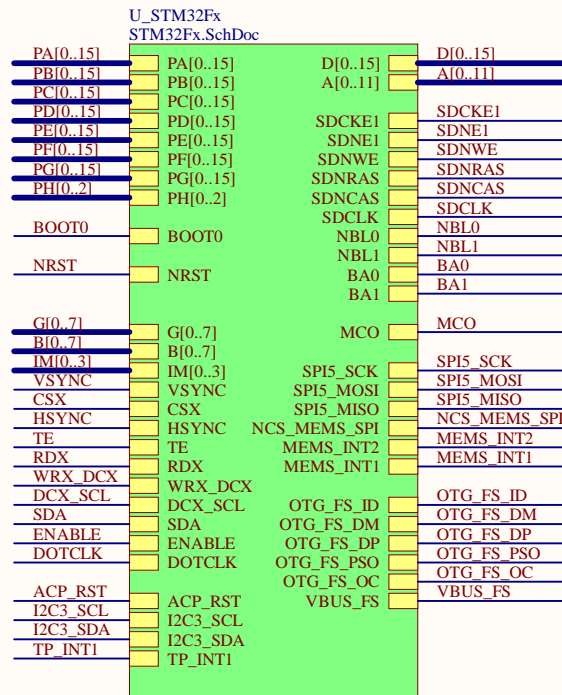 U_STM32Fx
STM32Fx.SchDoc
PA[0..15]
PB[0..15]
PC[0..15]
PD[0..15]
PE[0..15]
PF[0..15]
PG[0..15]
PH[0..2]
BOOT0
NRST
G[0..7]
B[0..7]
IM[0..3]
VSYNC
CSX
HSYNC
TE
RDX
WRX_DCX
DCX_SCL
SDA
ENABLE
DOTCLK
ACP_RST
I2C3_SCL
I2C3_SDA
TP_INT1
PA[0..15]
PB[0..15]
PC[0..15]
PD[0..15]
PE[0..15]
PF[0..15]
PG[0..15]
PH[0..2]
BOOT0
NRST
G[0..7]
B[0..7]
IM[0..3]
VSYNC
CSX
HSYNC
TE
RDX
WRX_DCX
DCX_SCL
SDA
ENABLE
DOTCLK
ACP_RST
I2C3_SCL
I2C3_SDA
TP_INT1
D[0..15]
A[0..11]
SDCKE1
SDNE1
SDNWE
SDNRAS
SDNCAS
SDCLK
NBL0
NBL1
BA0
BA1
MCO
SPI5_SCK
SPI5_MOSI
SPI5_MISO
NCS_MEMS_SPI
MEMS_INT2
MEMS_INT1
OTG_FS_ID
OTG_FS_DM
OTG_FS_DP
OTG_FS_PSO
OTG_FS_OC
VBUS_FS
D[0..15]
A[0..11]
SDCKE1
SDNE1
SDNWE
SDNRAS
SDNCAS
SDCLK
NBL0
NBL1
BA0
BA1
MCO
SPI5_SCK
SPI5_MOSI
SPI5_MISO
NCS_MEMS_SPI
MEMS_INT2
MEMS_INT1
OTG_FS_ID
OTG_FS_DM
OTG_FS_DP
OTG_FS_PSO
OTG_FS_OC
VBUS_FS